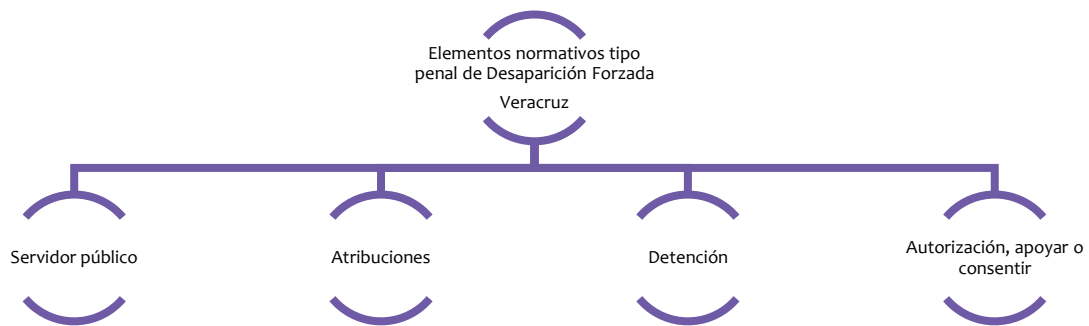 Elementos normativos tipo
penal de Desaparición Forzada
Veracruz
Servidor público
Atribuciones
Detención
Autorización, apoyar o
consentir